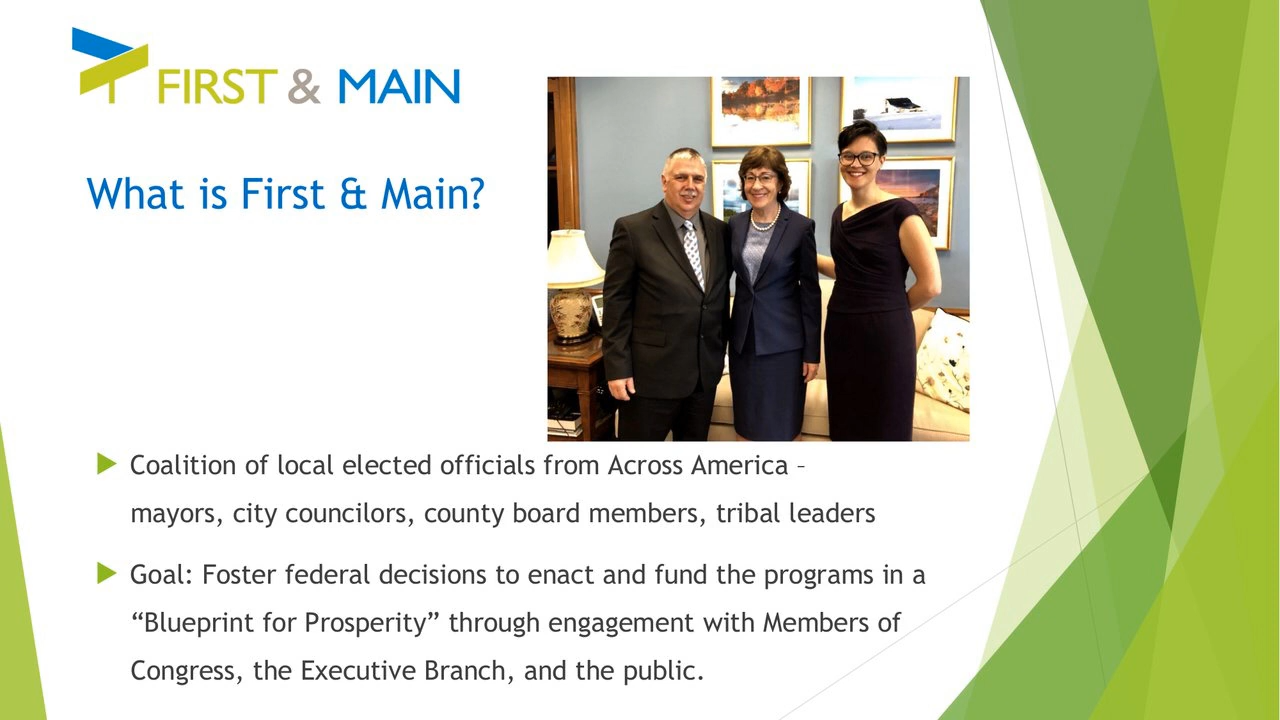 FIRST & MAIN
What is First & Main?
Coalition of local elected officials from Across America –
mayors, city councilors, county board members, tribal leaders
Goal: Foster federal decisions to enact and fund the programs in a
“Blueprint for Prosperity” through engagement with Members of
Congress, the Executive Branch, and the public.